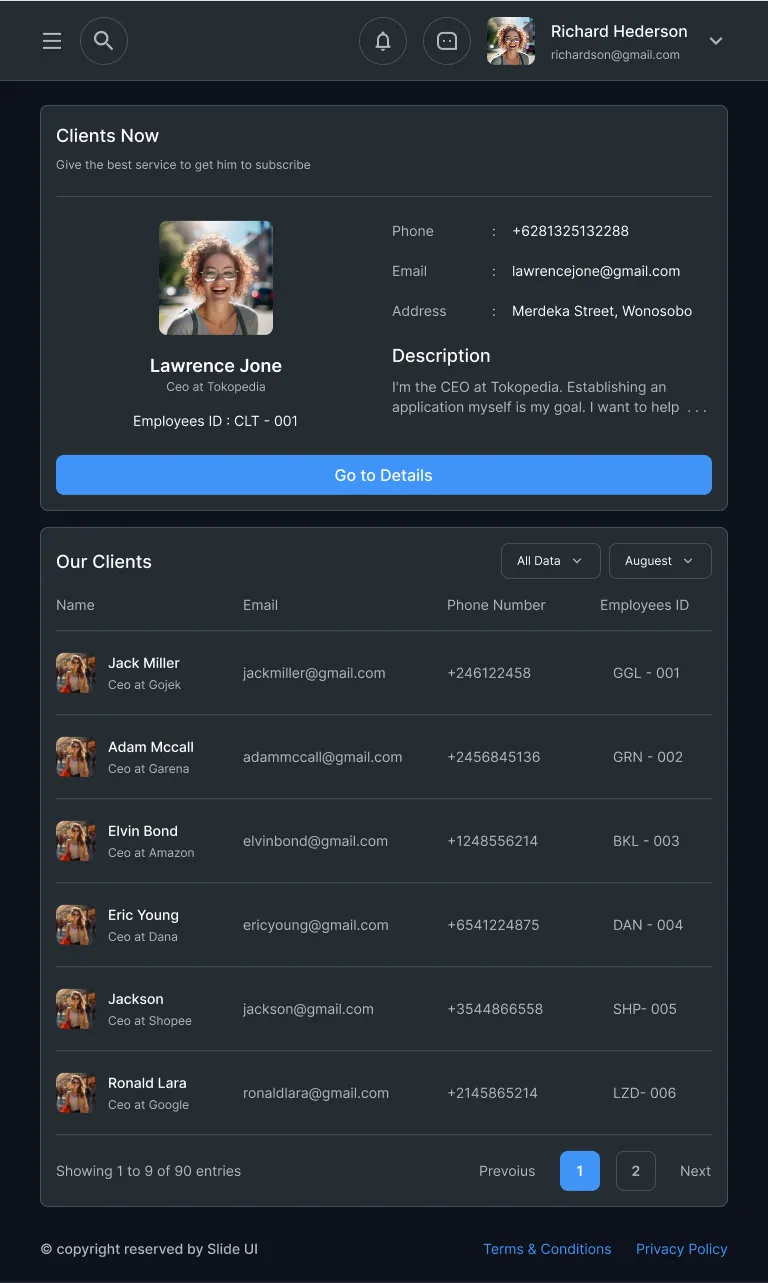 Richard Hederson
richardson@gmail.com
Clients Now
Give the best service to get him to subscribe
Lawrence Jone
Ceo at Tokopedia
Employees ID : CLT - 001
Phone : +6281325132288
Email : lawrencejone@gmail.com
Address : Merdeka Street, Wonosobo
Description
I'm the CEO at Tokopedia. Establishing an
application myself is my goal. I want to help . . .
Go to Details
Our Clients All Data Auguest
Name Email Phone Number Employees ID
Jack Miller
Ceo at Gojek
jackmiller@gmail.com +246122458 GGL - 001
Adam Mccall
Ceo at Garena
adammccall@gmail.com +2456845136 GRN - 002
Elvin Bond
Ceo at Amazon
elvinbond@gmail.com +1248556214 BKL - 003
Eric Young
Ceo at Dana
ericyoung@gmail.com +6541224875 DAN - 004
Jackson
Ceo at Shopee
jackson@gmail.com +3544866558 SHP- 005
Ronald Lara
Ceo at Google
ronaldlara@gmail.com +2145865214 LZD- 006
Showing 1 to 9 of 90 entries Prevoius 1 2 Next
© copyright reserved by Slide UI Terms & Conditions Privacy Policy